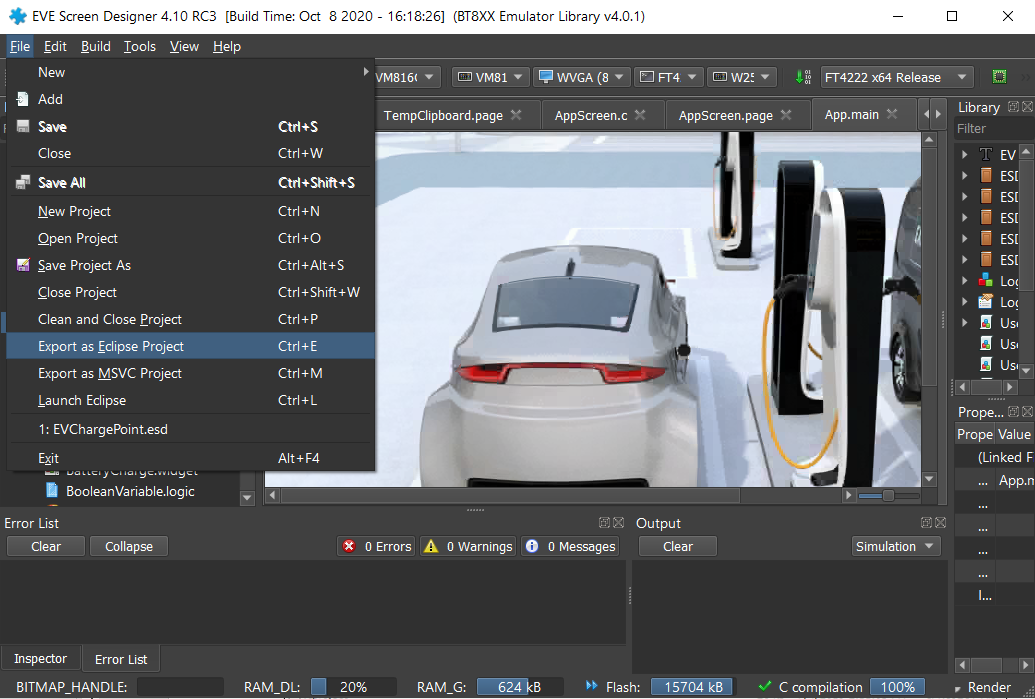 EVE Screen Designer 4.10 RC3 [Build Time: Oct 8 2020 - 16:18:26] (BT8XX Emulator Library v4.0.1)
File Edit Build Tools View Help
VM816C VM81 WVGA (8 FT4 W25 FT4222 x64 Release
TempClipboard.page AppScreen.c AppScreen.page App.main
New
Add
Save Ctrl+S
Close Ctrl+W
Save All Ctrl+Shift+S
New Project Ctrl+N
Open Project Ctrl+O
Save Project As Ctrl+Alt+S
Close Project Ctrl+Shift+W
Clean and Close Project Ctrl+P
Export as Eclipse Project Ctrl+E
Export as MSVC Project Ctrl+M
Launch Eclipse Ctrl+L
1: EVChargePoint.esd
Exit Alt+F4
BatteryCharge.widget
BooleanVariable.logic
Library
Filter
EV
ESD
ESD
ESD
ESD
ESD
Log
Log
Use
Use
Use
Prope...
Prope Value
(Linked F
... App.m
...
...
...
...
I...
Error List
Clear Collapse 0 Errors 0 Warnings 0 Messages
Output
Clear Simulation
Inspector Error List
BITMAP_HANDLE: RAM_DL: 20% RAM_G: 624 kB Flash: 15704 kB C compilation 100% Render